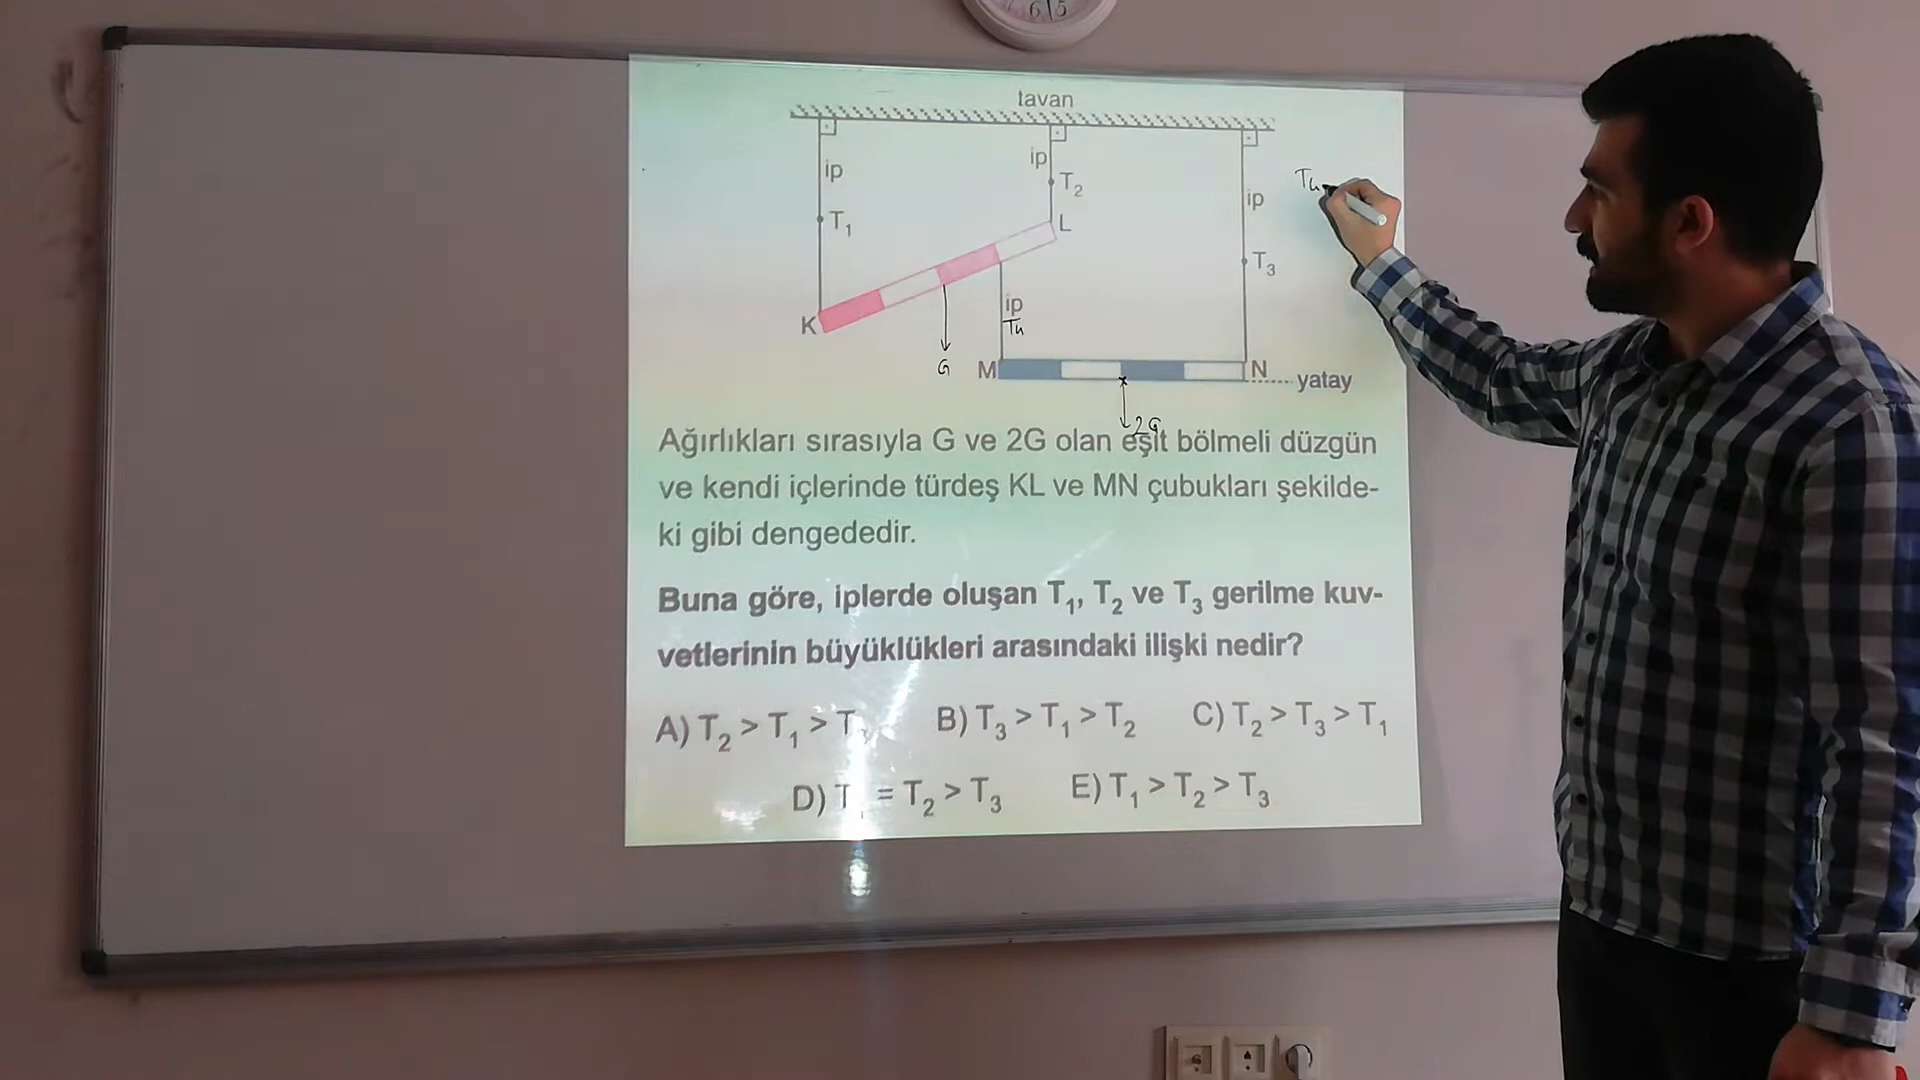 6 5
tavan
ip
ip
T2
T1
ip
L
T3
Tu
K
ip
Tu
G
M
N
yatay
2G
Ağırlıkları sırasıyla G ve 2G olan eşit bölmeli düzgün
ve kendi içlerinde türdeş KL ve MN çubukları şekilde-
ki gibi dengededir.
Buna göre, iplerde oluşan T1, T2 ve T3 gerilme kuv-
vetlerinin büyüklükleri arasındaki ilişki nedir?
A) T2 > T1 > T B) T3 > T1 > T2 C) T2 > T3 > T1
D) T = T2 > T3 E) T1 > T2 > T3